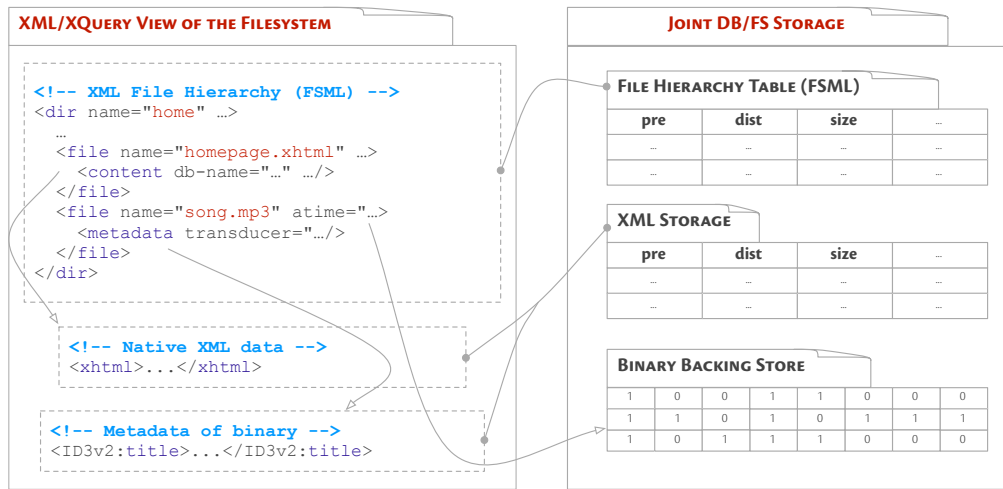 XML/XQuery View of the Filesystem
<!-- XML File Hierarchy (FSML) -->
<dir name="home" …>
…
<file name="homepage.xhtml" …>
<content db-name="…" …/>
</file>
<file name="song.mp3" atime="…>
<metadata transducer="…/>
</file>
</dir>
<!-- Native XML data -->
<xhtml>...</xhtml>
<!-- Metadata of binary -->
<ID3v2:title>...</ID3v2:title>
Joint DB/FS Storage
File Hierarchy Table (FSML)
pre dist size …
… … … …
… … … …
XML Storage
pre dist size …
… … … …
… … … …
Binary Backing Store
1 0 0 1 1 0 0 0
1 1 0 1 0 1 1 1
1 0 1 1 1 0 0 0